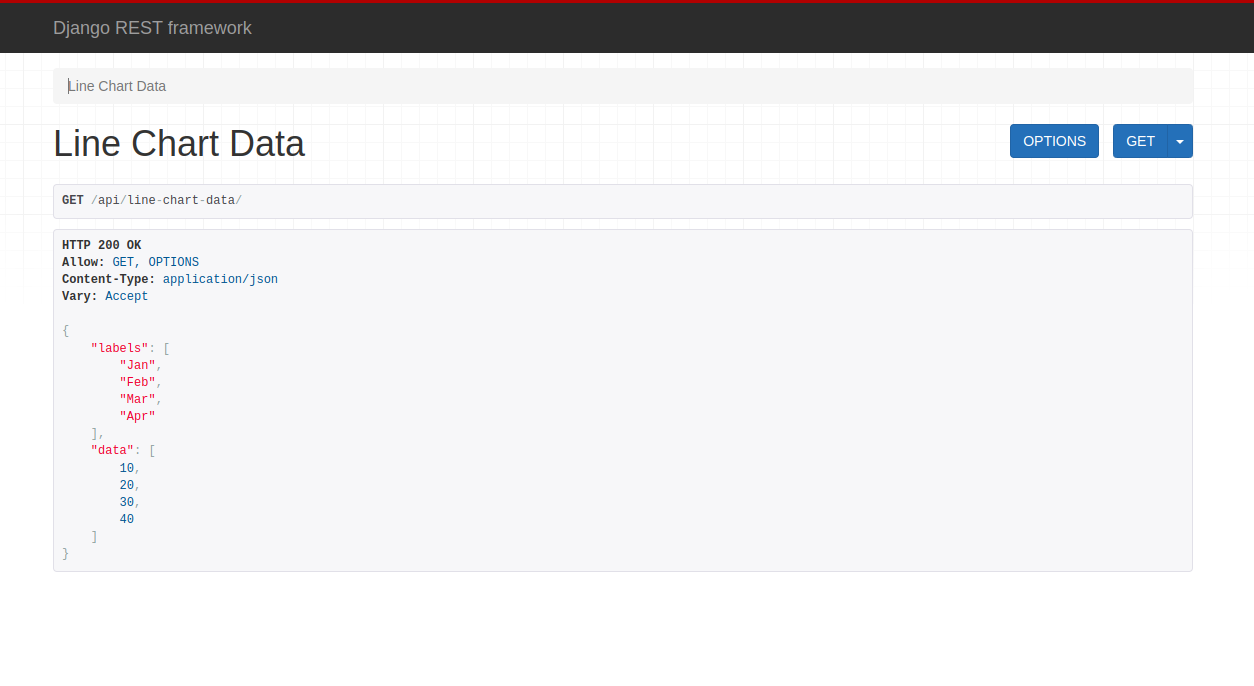 Django REST framework
Line Chart Data
Line Chart Data
OPTIONS
GET
GET /api/line-chart-data/
HTTP 200 OK
Allow: GET, OPTIONS
Content-Type: application/json
Vary: Accept
{
    "labels": [
        "Jan",
        "Feb",
        "Mar",
        "Apr"
    ],
    "data": [
        10,
        20,
        30,
        40
    ]
}